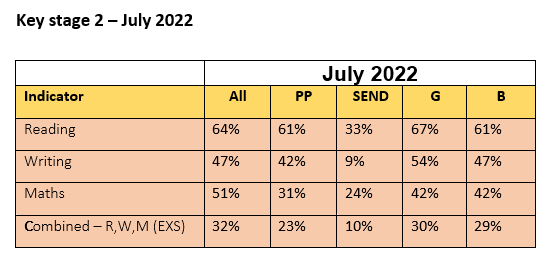 Key stage 2 – July 2022
July 2022
Indicator All PP SEND G B
Reading 64% 61% 33% 67% 61%
Writing 47% 42% 9% 54% 47%
Maths 51% 31% 24% 42% 42%
Combined – R,W,M (EXS) 32% 23% 10% 30% 29%